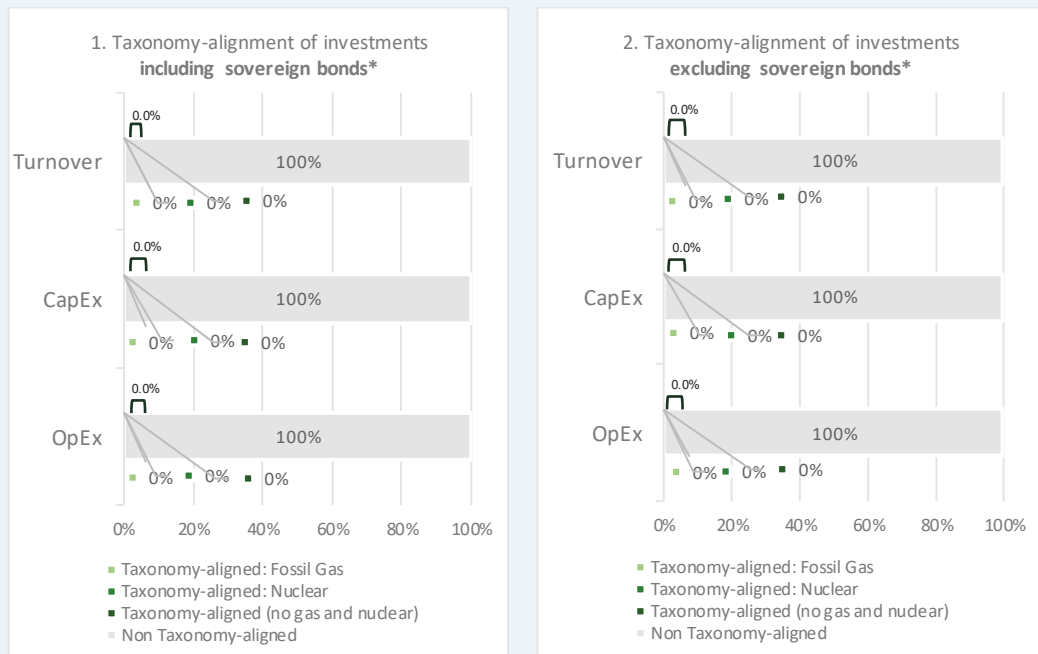 1. Taxonomy-alignment of investments
including sovereign bonds*
0.0%
Turnover
100%
0% 0% 0%
0.0%
CapEx
100%
0% 0% 0%
0.0%
OpEx
100%
0% 0% 0%
0% 20% 40% 60% 80% 100%
Taxonomy-aligned: Fossil Gas
Taxonomy-aligned: Nuclear
Taxonomy-aligned (no gas and nuclear)
Non Taxonomy-aligned
2. Taxonomy-alignment of investments
excluding sovereign bonds*
0.0%
Turnover
100%
0% 0% 0%
0.0%
CapEx
100%
0% 0% 0%
0.0%
OpEx
100%
0% 0% 0%
0% 20% 40% 60% 80% 100%
Taxonomy-aligned: Fossil Gas
Taxonomy-aligned: Nuclear
Taxonomy-aligned (no gas and nuclear)
Non Taxonomy-aligned